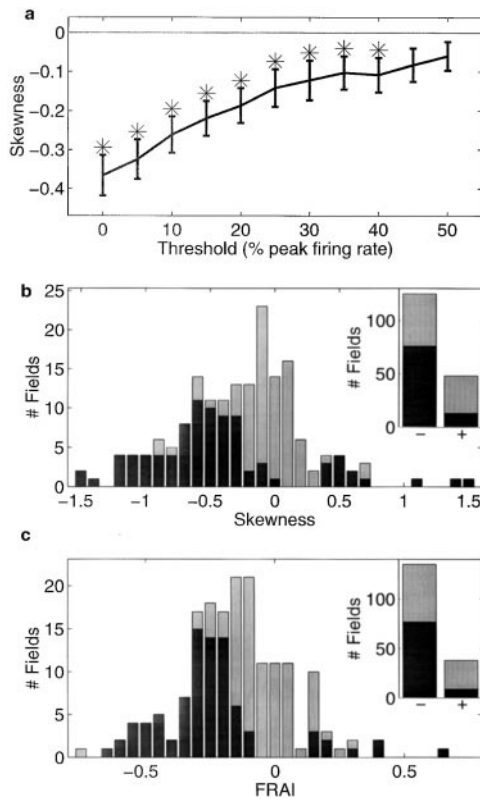 a
0
−0.1
−0.2
−0.3
−0.4
Skewness
0 10 20 30 40 50
Threshold (% peak firing rate)
b
25
20
15
10
5
0
# Fields
−1.5 −1 −0.5 0 0.5 1 1.5
Skewness
100
50
0
# Fields
− +
c
20
15
10
5
0
# Fields
−0.5 0 0.5
FRAI
100
50
0
# Fields
− +